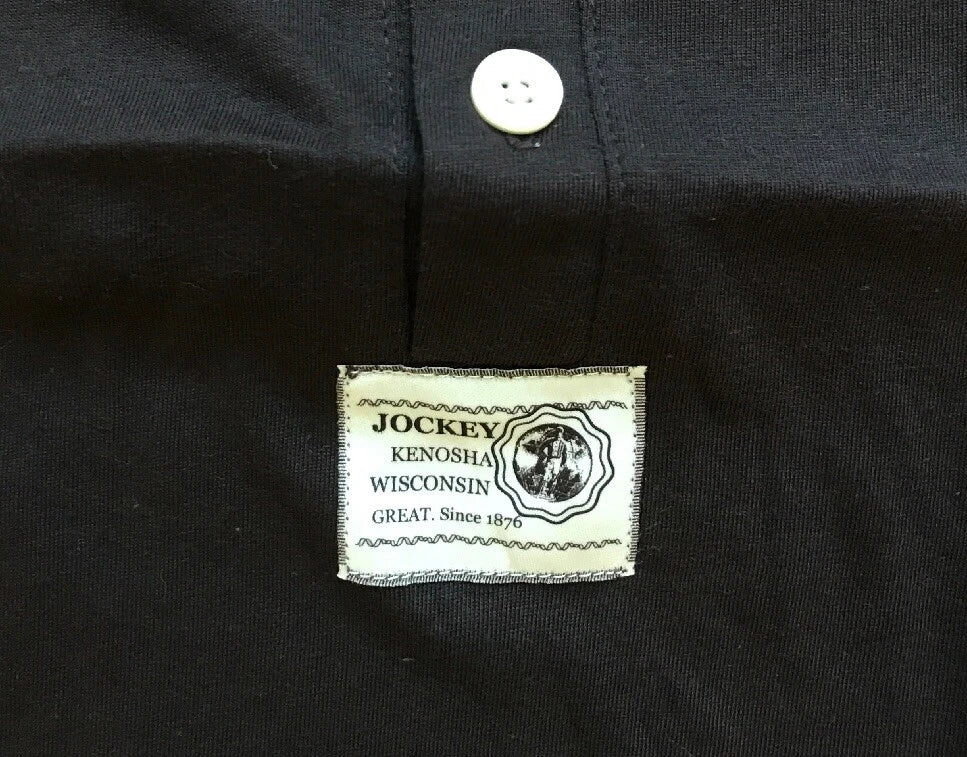 JOCKEY
KENOSHA
WISCONSIN
GREAT. Since 1876